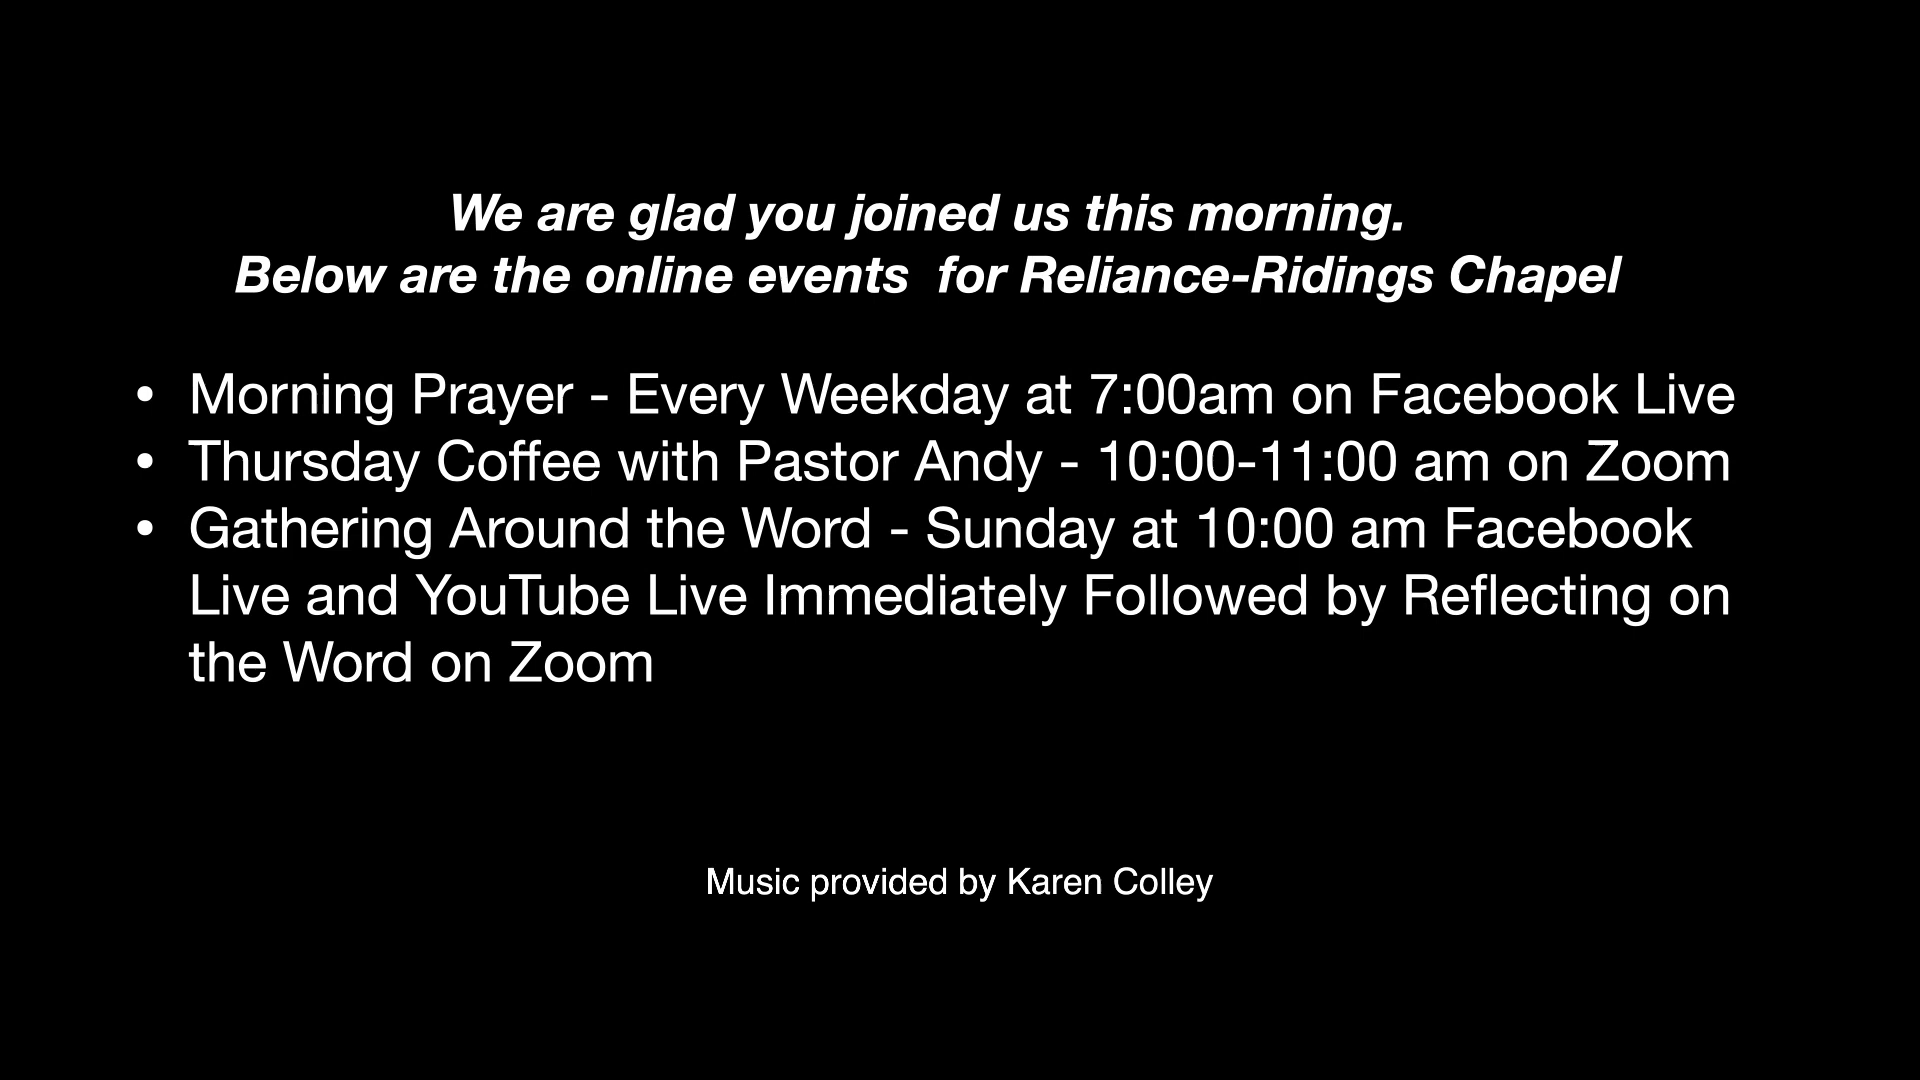 We are glad you joined us this morning.
Below are the online events  for Reliance-Ridings Chapel
• Morning Prayer - Every Weekday at 7:00am on Facebook Live
• Thursday Coffee with Pastor Andy - 10:00-11:00 am on Zoom
• Gathering Around the Word - Sunday at 10:00 am Facebook
Live and YouTube Live Immediately Followed by Reflecting on
the Word on Zoom
Music provided by Karen Colley